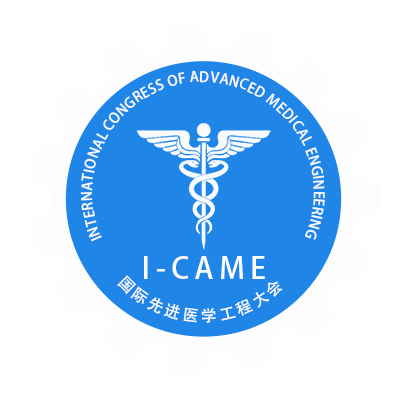 INTERNATIONAL CONGRESS OF ADVANCED MEDICAL ENGINEERING
I-CAME
国际先进医学工程大会